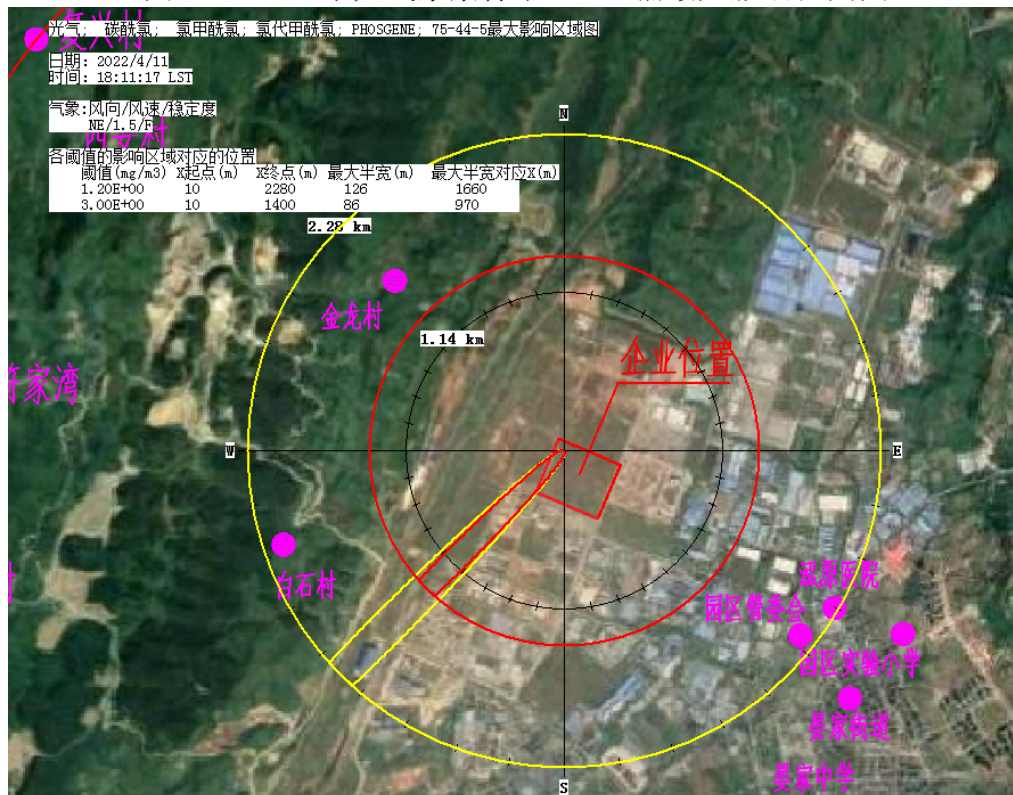 光气； 碳酰氯； 氯甲酰氯；氯代甲酰氯；PHOSGENE；75-44-5最大影响区域图
复兴村
日期：2022/4/11
时间：18:11:17 LST
气象:风向/风速/稳定度
NE/1.5/F
各阈值的影响区域对应的位置
阈值(mg/m3) X起点(m) X终点(m) 最大半宽(m) 最大半宽对应X(m)
1.20E+00 10 2280 126 1660
3.00E+00 10 1400 86 970
N
2.28 km
金龙村
1.14 km
企业位置
符家湾
W
E
白石村
园区管委会
园区实验小学
晏家街道
晏家中学
S